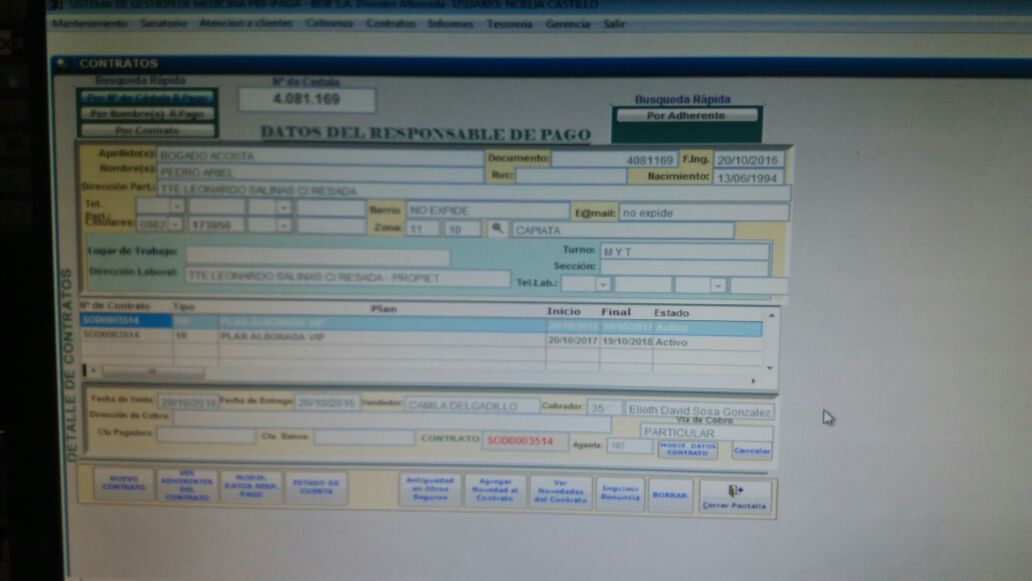 SISTEMA DE GESTION DE MEDICINA PRE-PAGA - BDB S.A. División Alborada- USUARIO: NOELIA CASTILLO
Mantenimiento Sanatorio Atencion a clientes Cobranza Contratos Informes Tesoreria Gerencia Salir
CONTRATOS
Busqueda Rápida
Por Nº de Cédula R.Pago
Por Nombre(s) R.Pago
Por Contrato
Nº de Cedula
4.081.169
Busqueda Rápida
Por Adherente
DATOS DEL RESPONSABLE DE PAGO
Apellido(s): BOGADO ACOSTA Documento: 4081169 F.Ing. 20/10/2016
Nombre(s): PEDRO ARIEL Ruc: Nacimiento: 13/06/1994
Dirección Part.: TTE LEONARDO SALINAS C/ RESADA
Tel. Part.: Barrio NO EXPIDE E@mail: no expide
Celulares: 0982 173956 Zona: 11 10 CAPIATA
Lugar de Trabajo: Turno: M Y T
Sección:
Dirección Laboral: TTE LEONARDO SALINAS C/ RESADA - PROPIET Tel.Lab.:
DETALLE DE CONTRATOS
Nº de Contrato Tipo Plan Inicio Final Estado
SOD0003514 PLAN ALBORADA VIP 20/10/2016 19/10/2017 Activo
SOD0003514 PLAN ALBORADA VIP 20/10/2017 19/10/2018 Activo
Fecha de Venta: 20/10/2016 Fecha de Entrega: 20/10/2016 Vendedor: CAMILA DELGADILLO Cobrador: 35 Elioth David Sosa Gonzalez
Dirección de Cobro: Via de Cobro
PARTICULAR
Cta Pagadora: Cta. Banco: CONTRATO SOD0003514 Agente: 187 MODIF. DATOS CONTRATO Cancelar
NUEVO CONTRATO
VER ADHERENTES DEL CONTRATO
MODIF. DATOS RESP. PAGO
ESTADO DE CUENTA
Antiguedad en Otros Seguros
Agregar Novedad al Contrato
Ver Novedades del Contrato
Imprimir Renuncia
BORRAR
Cerrar Pantalla